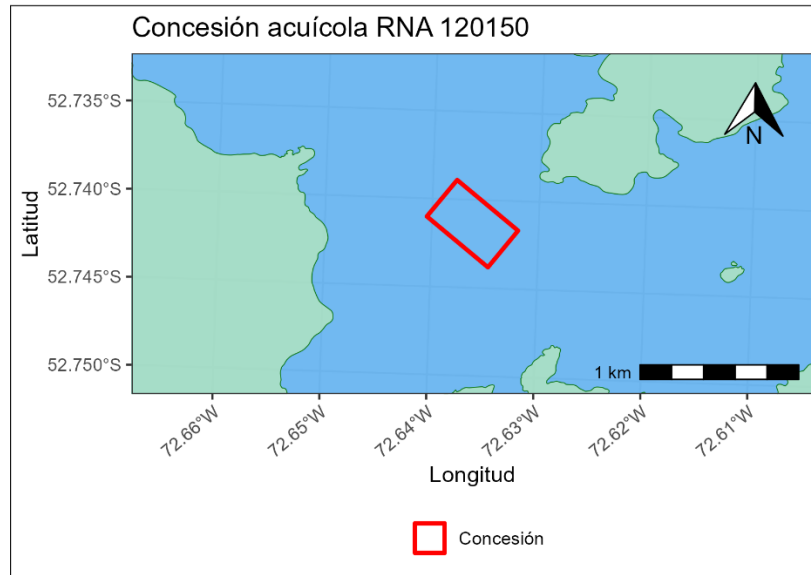 Concesión acuícola RNA 120150
52.735°S
52.740°S
52.745°S
52.750°S
Latitud
N
1 km
72.66°W
72.65°W
72.64°W
72.63°W
72.62°W
72.61°W
Longitud
Concesión